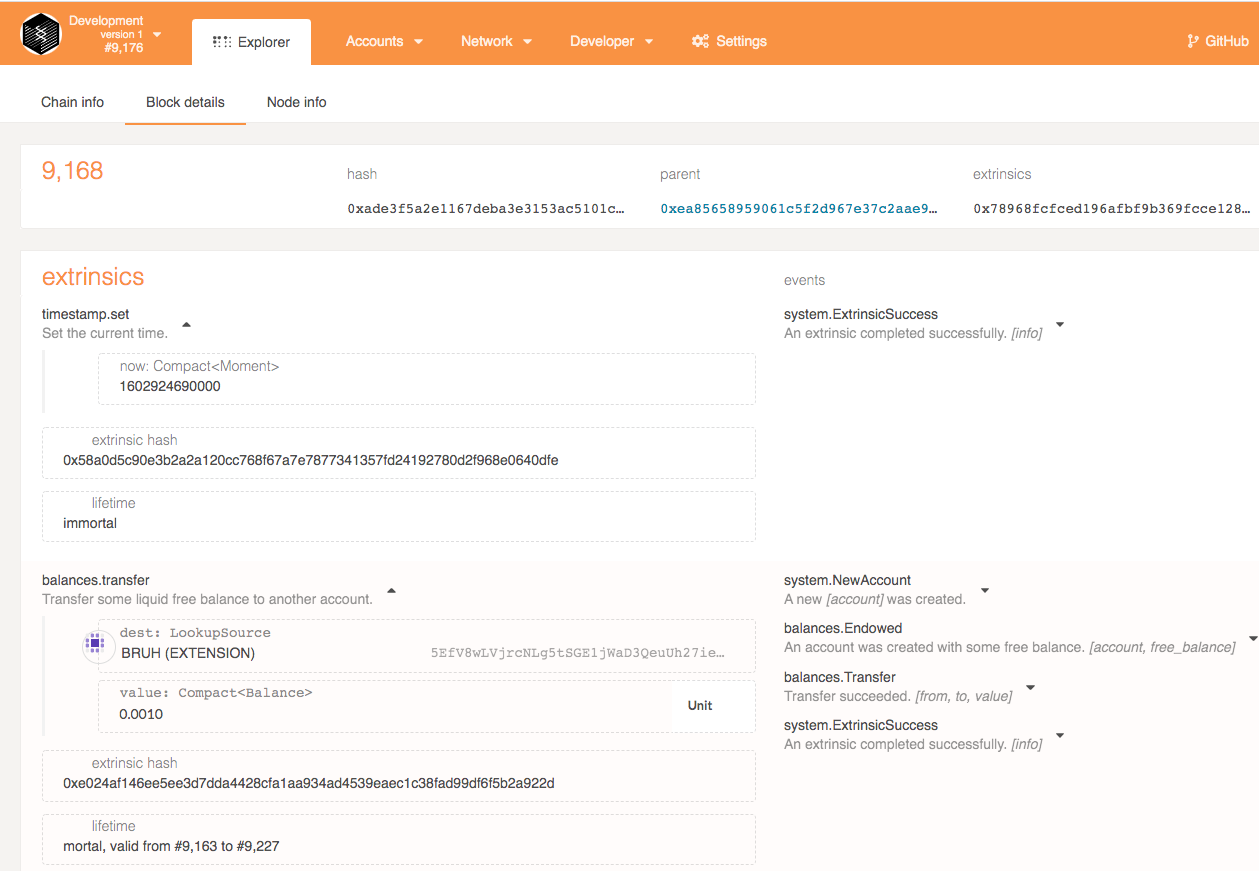 Development
version 1
#9,176
Explorer
Accounts
Network
Developer
Settings
GitHub
Chain info
Block details
Node info
9,168
hash
parent
extrinsics
0xade3f5a2e1167deba3e3153ac5101c…
0xea85658959061c5f2d967e37c2aae9…
0x78968fcfced196afbf9b369fcce128…
extrinsics
events
timestamp.set
Set the current time.
system.ExtrinsicSuccess
An extrinsic completed successfully. [info]
now: Compact<Moment>
1602924690000
extrinsic hash
0x58a0d5c90e3b2a2a120cc768f67a7e7877341357fd24192780d2f968e0640dfe
lifetime
immortal
balances.transfer
Transfer some liquid free balance to another account.
system.NewAccount
A new [account] was created.
dest: LookupSource
BRUH (EXTENSION)
5EfV8wLVjrcNLg5tSGE1jWaD3QeuUh27ie…
balances.Endowed
An account was created with some free balance. [account, free_balance]
balances.Transfer
Transfer succeeded. [from, to, value]
value: Compact<Balance>
0.0010
Unit
system.ExtrinsicSuccess
An extrinsic completed successfully. [info]
extrinsic hash
0xe024af146ee5ee3d7dda4428cfa1aa934ad4539eaec1c38fad99df6f5b2a922d
lifetime
mortal, valid from #9,163 to #9,227